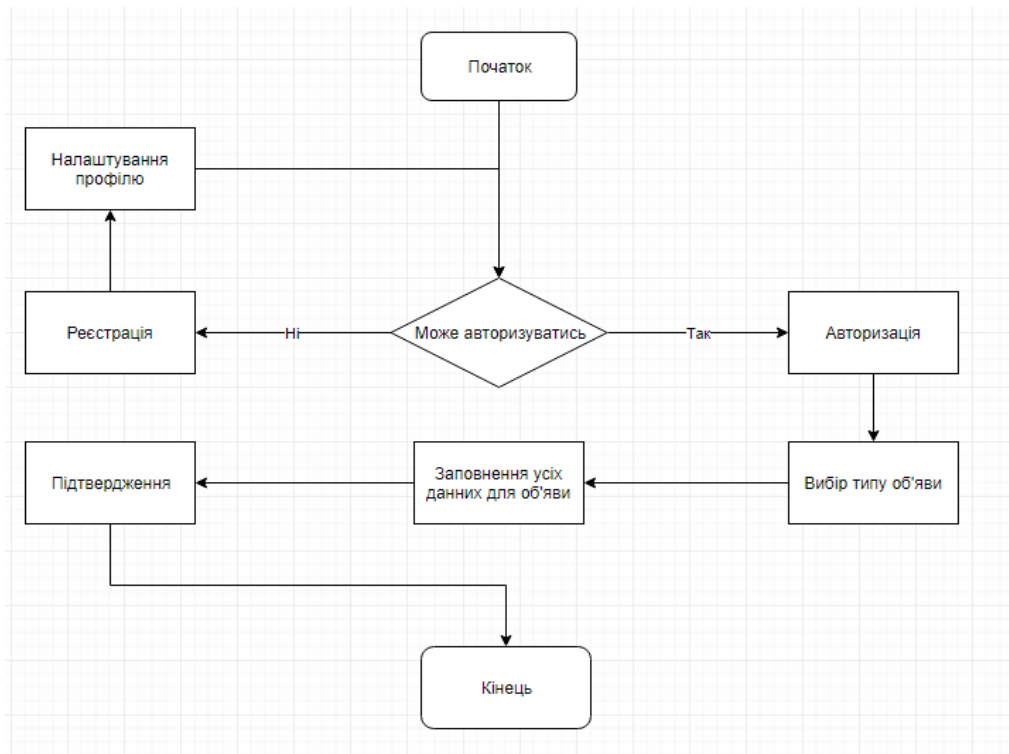 Початок
Налаштування
профілю
Реєстрація
Ні
Може авторизуватись
Так
Авторизація
Підтвердження
Заповнення усіх
данних для об'яви
Вибір типу об'яви
Кінець